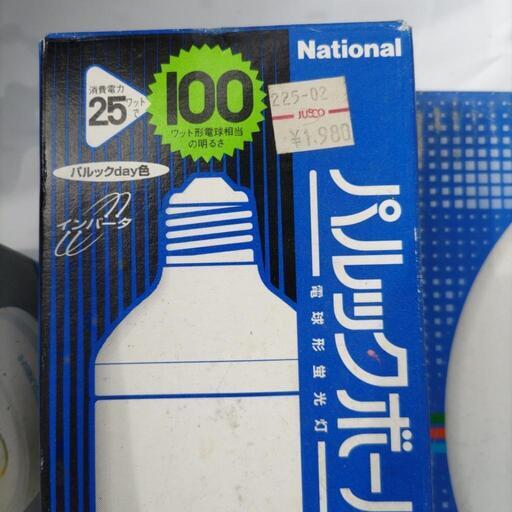 National
消費電力
25ワットで
100
ワット形電球相当
の明るさ
225-02
JUSCO
¥1,980
パルックday色
インバータ
パルックボール
電球形蛍光灯